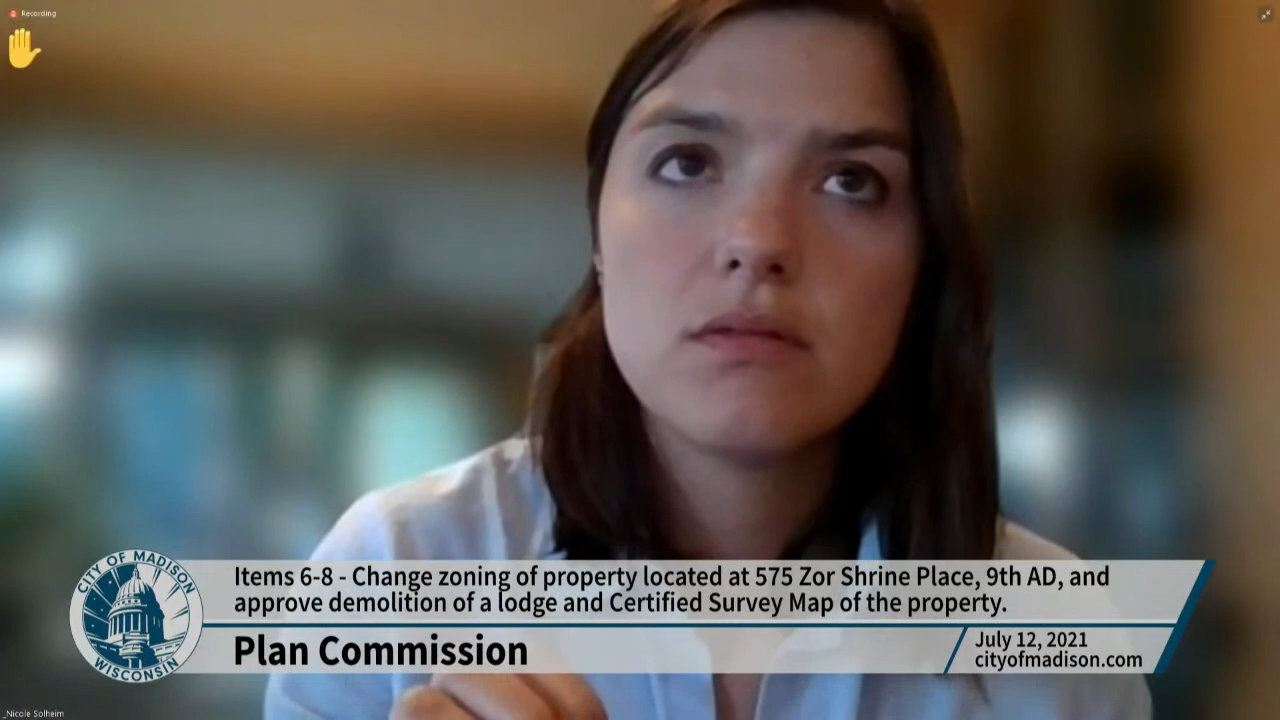 Recording
Items 6-8 - Change zoning of property located at 575 Zor Shrine Place, 9th AD, and
approve demolition of a lodge and Certified Survey Map of the property.
Plan Commission
July 12, 2021
cityofmadison.com
CITY OF MADISON
WISCONSIN
_Nicole Solheim